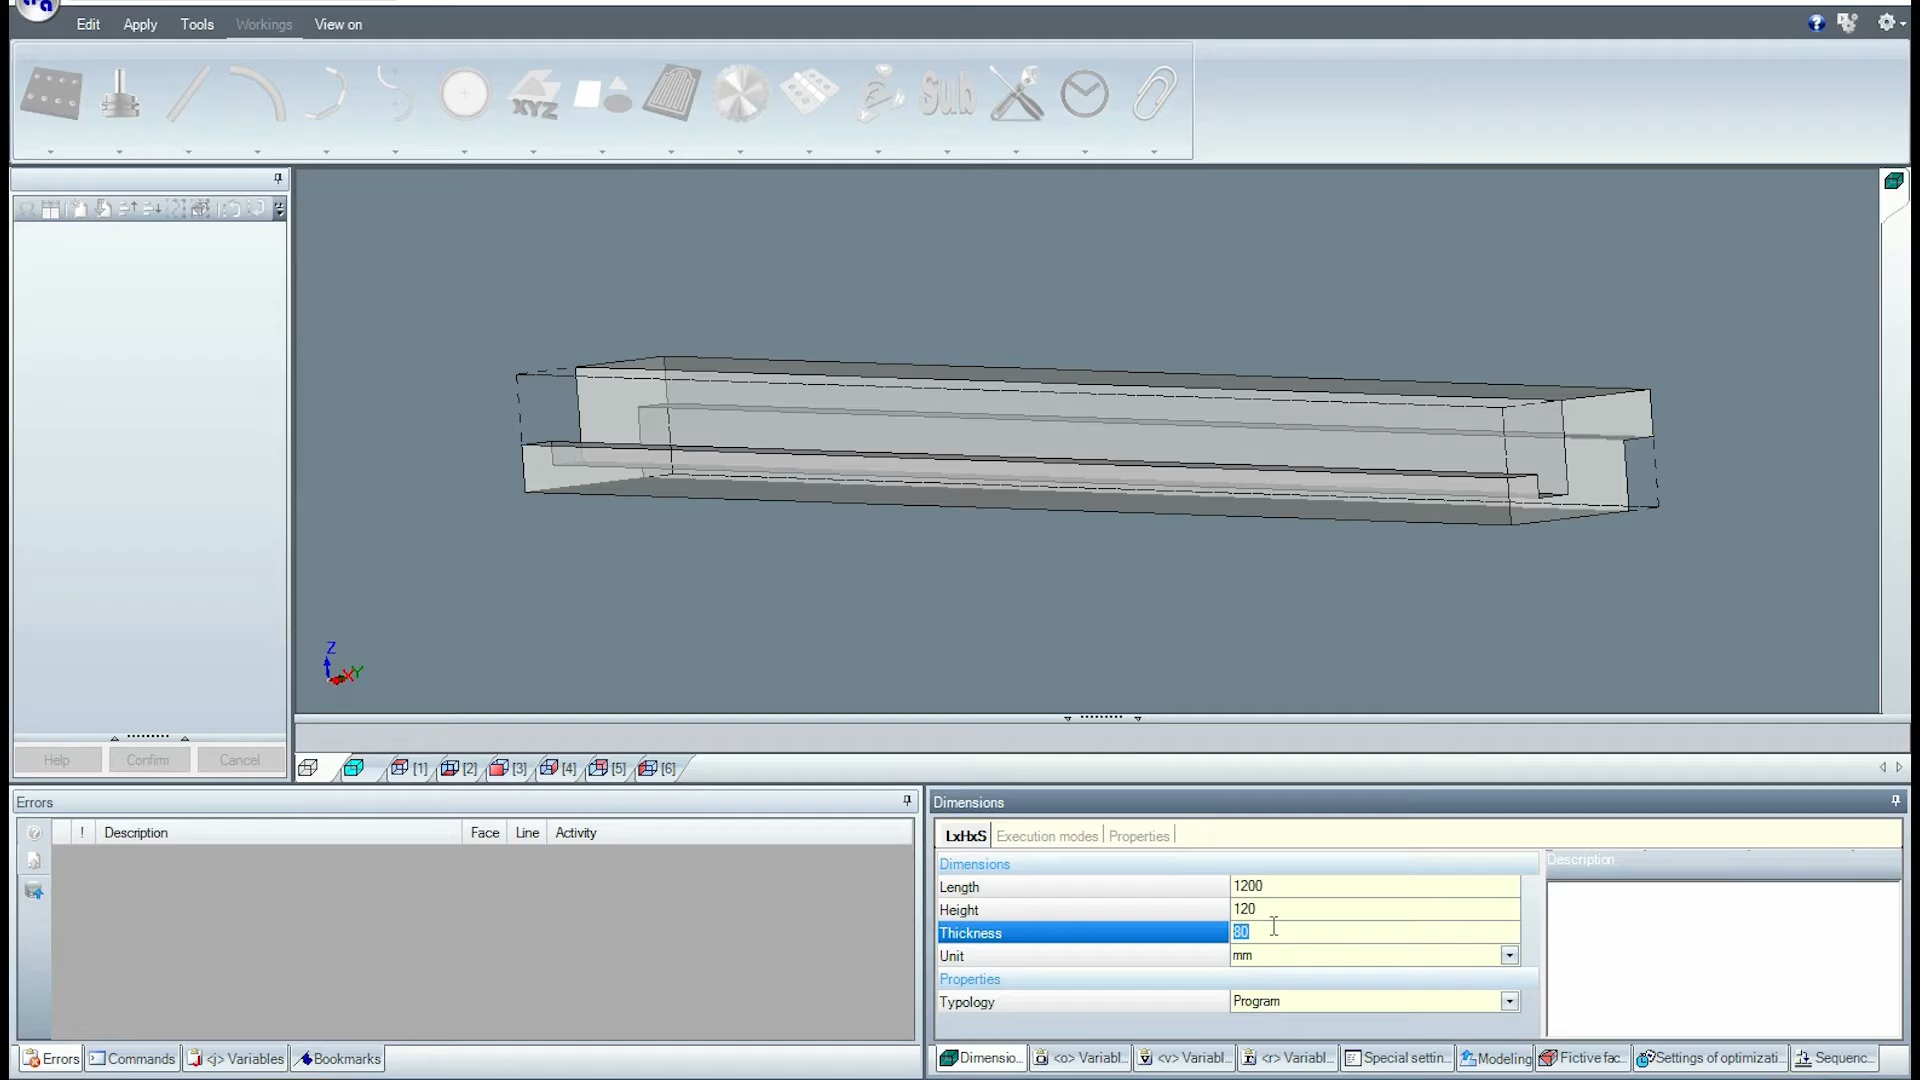 Edit Apply Tools Workings View on
XYZ Sub
Z
X Y
Help Confirm Cancel
[1] [2] [3] [4] [5] [6]
Errors
! Description Face Line Activity
Errors Commands <j> Variables Bookmarks
Dimensions
LxHxS Execution modes Properties
Dimensions
Length 1200
Height 120
Thickness 80
Unit mm
Properties
Typology Program
Description
Dimensio... <o> Variabl... <v> Variabl... <r> Variabl... Special settin... Modeling Fictive fac... Settings of optimizati... Sequenc...